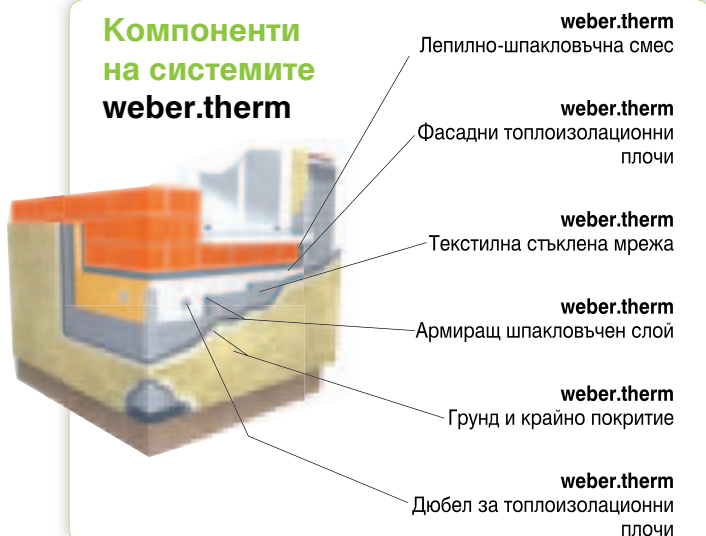 Компоненти
на системите
weber.therm
weber.therm
Лепилно-шпакловъчна смес
weber.therm
Фасадни топлоизолационни
плочи
weber.therm
Текстилна стъклена мрежа
weber.therm
Армиращ шпакловъчен слой
weber.therm
Грунд и крайно покритие
weber.therm
Дюбел за топлоизолационни
плочи